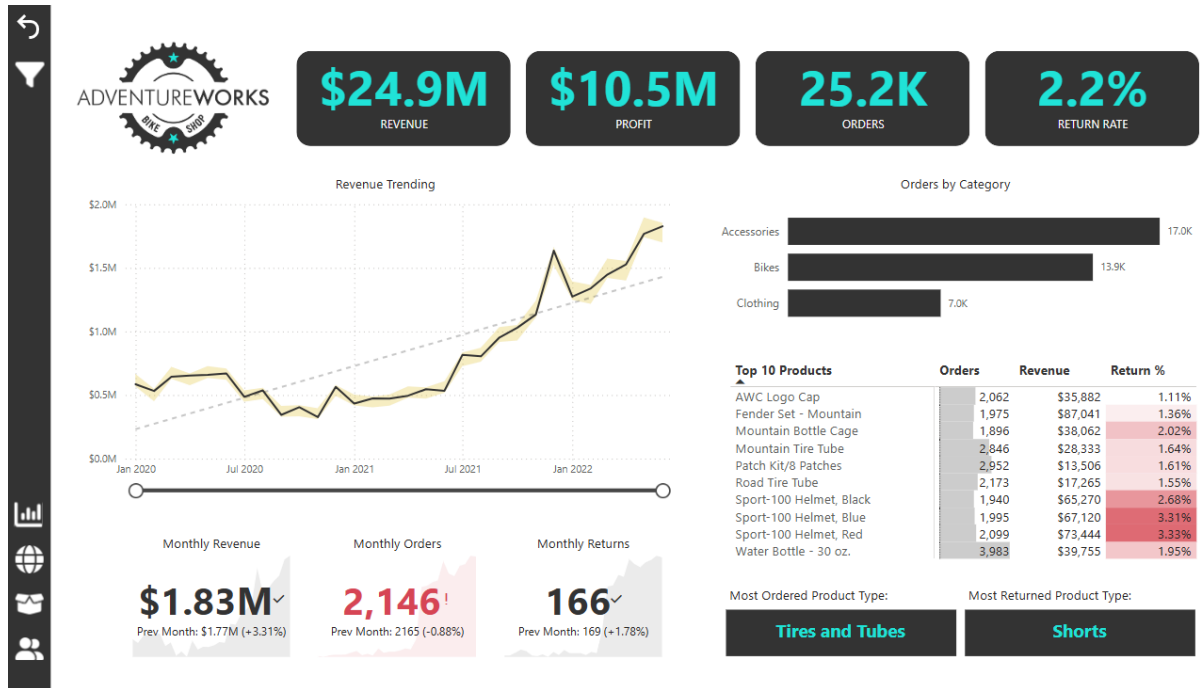 ADVENTUREWORKS
BIKE SHOP
$24.9M
REVENUE
$10.5M
PROFIT
25.2K
ORDERS
2.2%
RETURN RATE
Revenue Trending
$2.0M
$1.5M
$1.0M
$0.5M
$0.0M
Jan 2020 Jul 2020 Jan 2021 Jul 2021 Jan 2022
Orders by Category
Accessories 17.0K
Bikes 13.9K
Clothing 7.0K
Top 10 Products Orders Revenue Return %
AWC Logo Cap 2,062 $35,882 1.11%
Fender Set - Mountain 1,975 $87,041 1.36%
Mountain Bottle Cage 1,896 $38,062 2.02%
Mountain Tire Tube 2,846 $28,333 1.64%
Patch Kit/8 Patches 2,952 $13,506 1.61%
Road Tire Tube 2,173 $17,265 1.55%
Sport-100 Helmet, Black 1,940 $65,270 2.68%
Sport-100 Helmet, Blue 1,995 $67,120 3.31%
Sport-100 Helmet, Red 2,099 $73,444 3.33%
Water Bottle - 30 oz. 3,983 $39,755 1.95%
Monthly Revenue
$1.83M✓
Prev Month: $1.77M (+3.31%)
Monthly Orders
2,146!
Prev Month: 2165 (-0.88%)
Monthly Returns
166✓
Prev Month: 169 (+1.78%)
Most Ordered Product Type:
Tires and Tubes
Most Returned Product Type:
Shorts